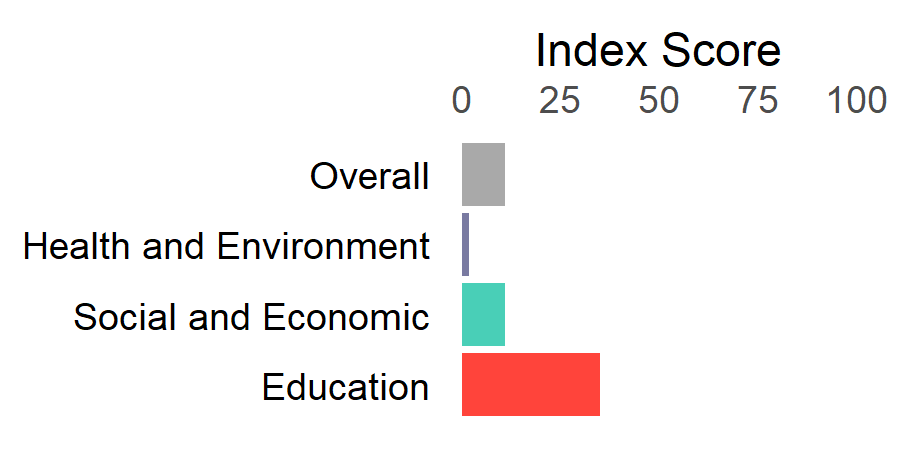 Index Score
0 25 50 75 100
Overall
Health and Environment
Social and Economic
Education